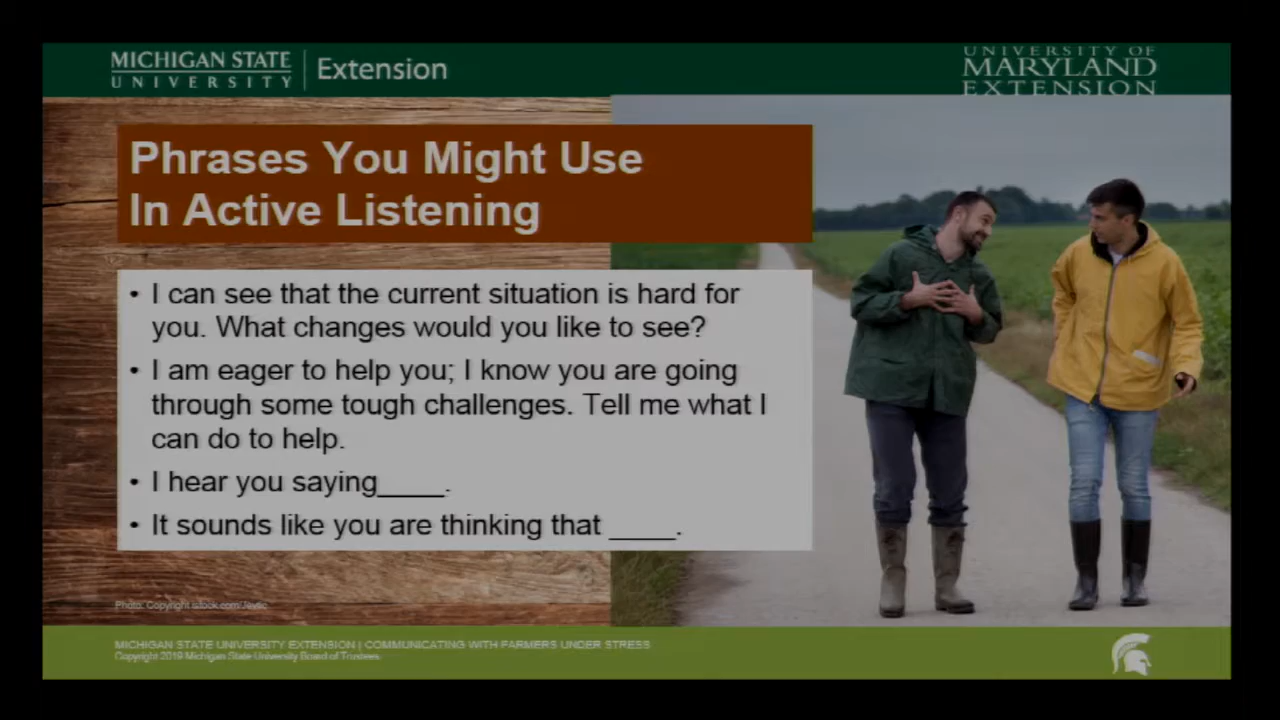 MICHIGAN STATE
UNIVERSITY
Extension
UNIVERSITY OF
MARYLAND
EXTENSION
Phrases You Might Use
In Active Listening
• I can see that the current situation is hard for
you. What changes would you like to see?
• I am eager to help you; I know you are going
through some tough challenges. Tell me what I
can do to help.
• I hear you saying____.
• It sounds like you are thinking that ____.
Photo: Copyright
MICHIGAN STATE UNIVERSITY EXTENSION | COMMUNICATING WITH FARMERS UNDER STRESS
Copyright 2019 Michigan State University Board of Trustees.